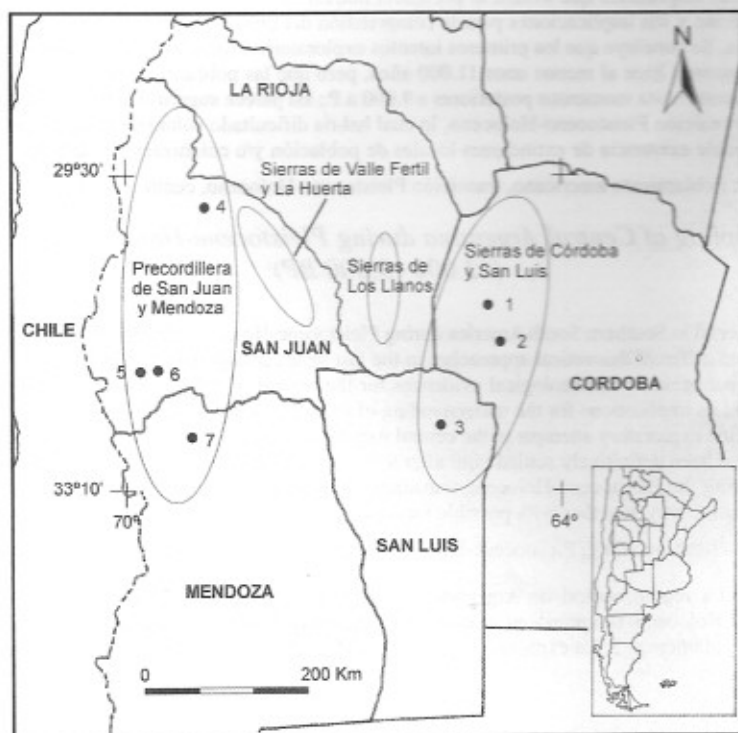 N
LA RIOJA
29º30'
Sierras de Valle Fertil
y La Huerta
4
Precordillera
de San Juan
y Mendoza
Sierras
de
Los Llanos
Sierras de Córdoba
y San Luis
1
2
CHILE
SAN JUAN
5
6
CORDOBA
3
7
33º10'
70º
64º
SAN LUIS
MENDOZA
0
200 Km